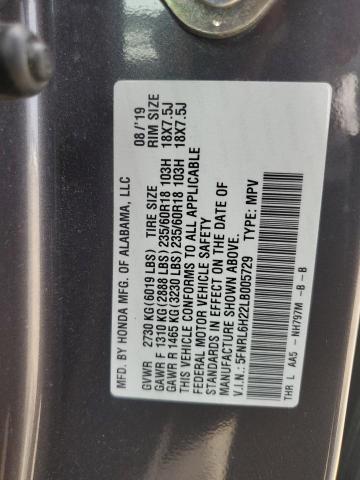 MFD. BY HONDA MFG. OF ALABAMA, LLC 08/'19
TIRE SIZE RIM SIZE
GVWR 2730 KG(6019 LBS)
GAWR F 1310 KG(2888 LBS) 235/60R18 103H 18X7.5J
GAWR R 1465 KG(3230 LBS) 235/60R18 103H 18X7.5J
THIS VEHICLE CONFORMS TO ALL APPLICABLE
FEDERAL MOTOR VEHICLE SAFETY
STANDARDS IN EFFECT ON THE DATE OF
MANUFACTURE SHOWN ABOVE.
V.I.N.: 5FNRL6H22LB005729 TYPE: MPV
THR L AA5 - NH797M -B -B